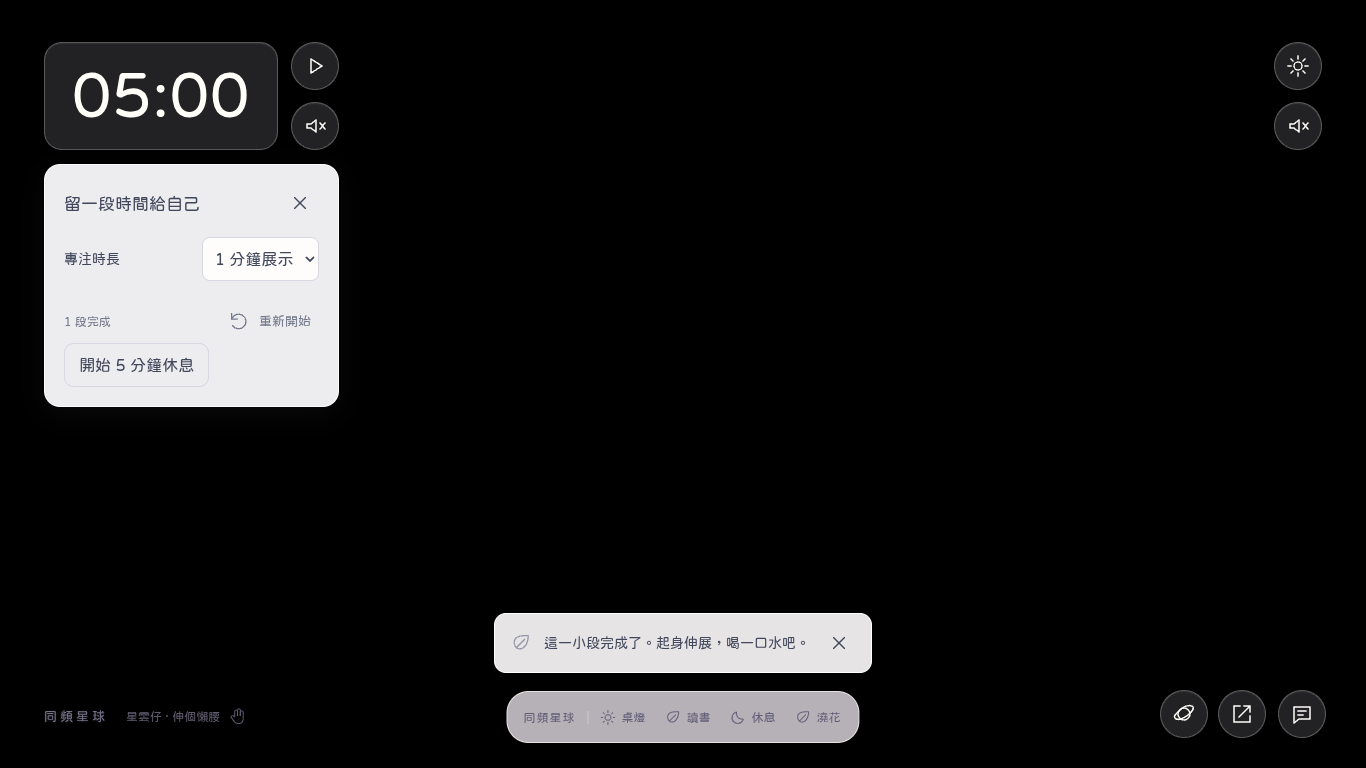 05:00
留一段時間給自己
專注時長
1 分鐘展示
1 段完成
重新開始
開始 5 分鐘休息
這一小段完成了。起身伸展，喝一口水吧。
同頻星球
星雲仔 · 伸個懶腰
同頻星球
桌燈
讀書
休息
澆花